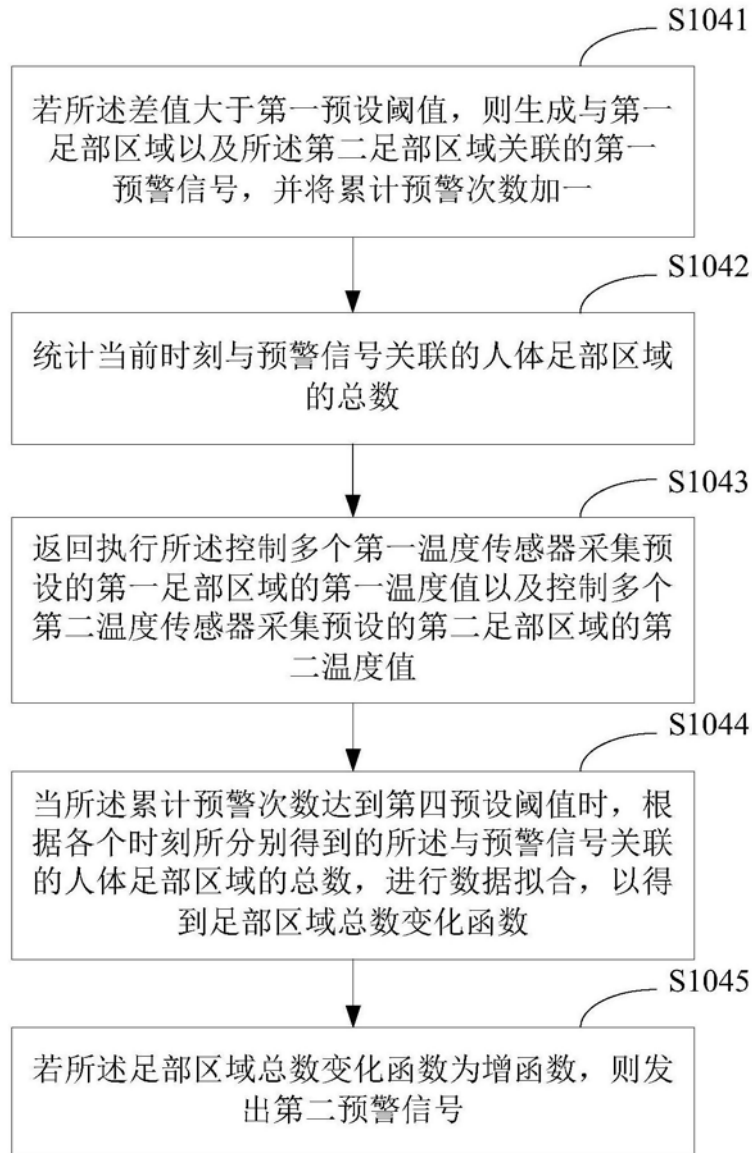 S1041
若所述差值大于第一预设阈值，则生成与第一
足部区域以及所述第二足部区域关联的第一
预警信号，并将累计预警次数加一
S1042
统计当前时刻与预警信号关联的人体足部区域
的总数
S1043
返回执行所述控制多个第一温度传感器采集预
设的第一足部区域的第一温度值以及控制多个
第二温度传感器采集预设的第二足部区域的第
二温度值
S1044
当所述累计预警次数达到第四预设阈值时，根
据各个时刻所分别得到的所述与预警信号关联
的人体足部区域的总数，进行数据拟合，以得
到足部区域总数变化函数
S1045
若所述足部区域总数变化函数为增函数，则发
出第二预警信号